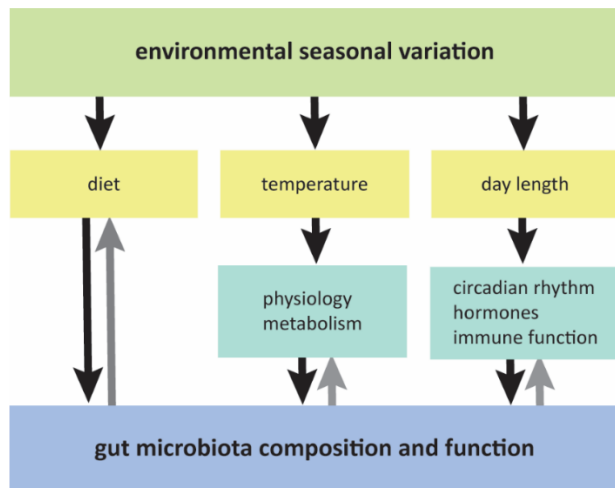 environmental seasonal variation
diet
temperature
day length
physiology
metabolism
circadian rhythm
hormones
immune function
gut microbiota composition and function